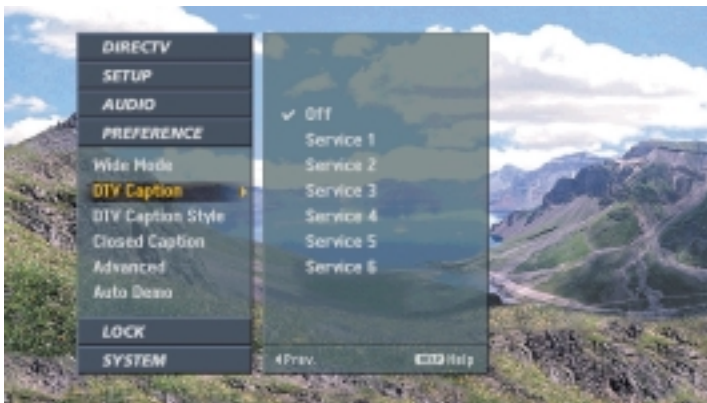 DIRECTV
SETUP
AUDIO
PREFERENCE
Wide Mode
DTV Caption
DTV Caption Style
Closed Caption
Advanced
Auto Demo
LOCK
SYSTEM
✓ Off
Service 1
Service 2
Service 3
Service 4
Service 5
Service 6
◀Prev.
HELP Help